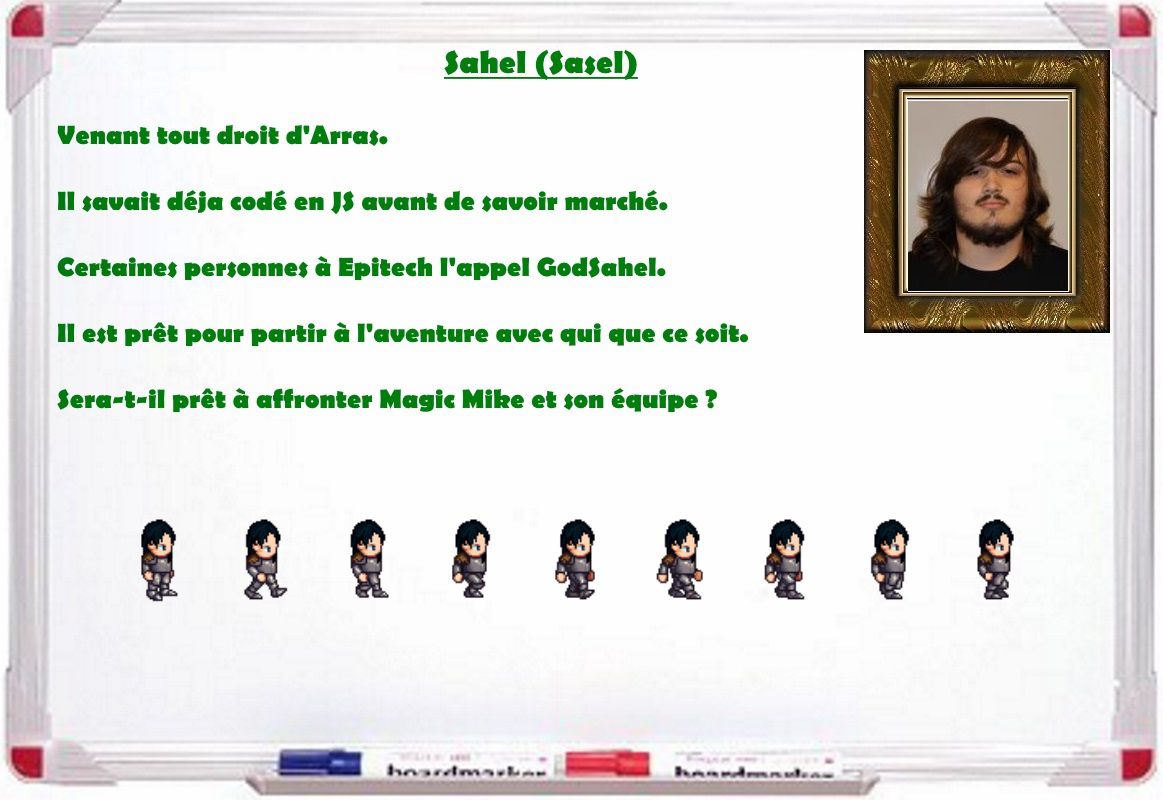 Sahel (Sasel)
Venant tout droit d'Arras.
Il savait déja codé en JS avant de savoir marché.
Certaines personnes à Epitech l'appel GodSahel.
Il est prêt pour partir à l'aventure avec qui que ce soit.
Sera-t-il prêt à affronter Magic Mike et son équipe ?
boardmarker boardmarker